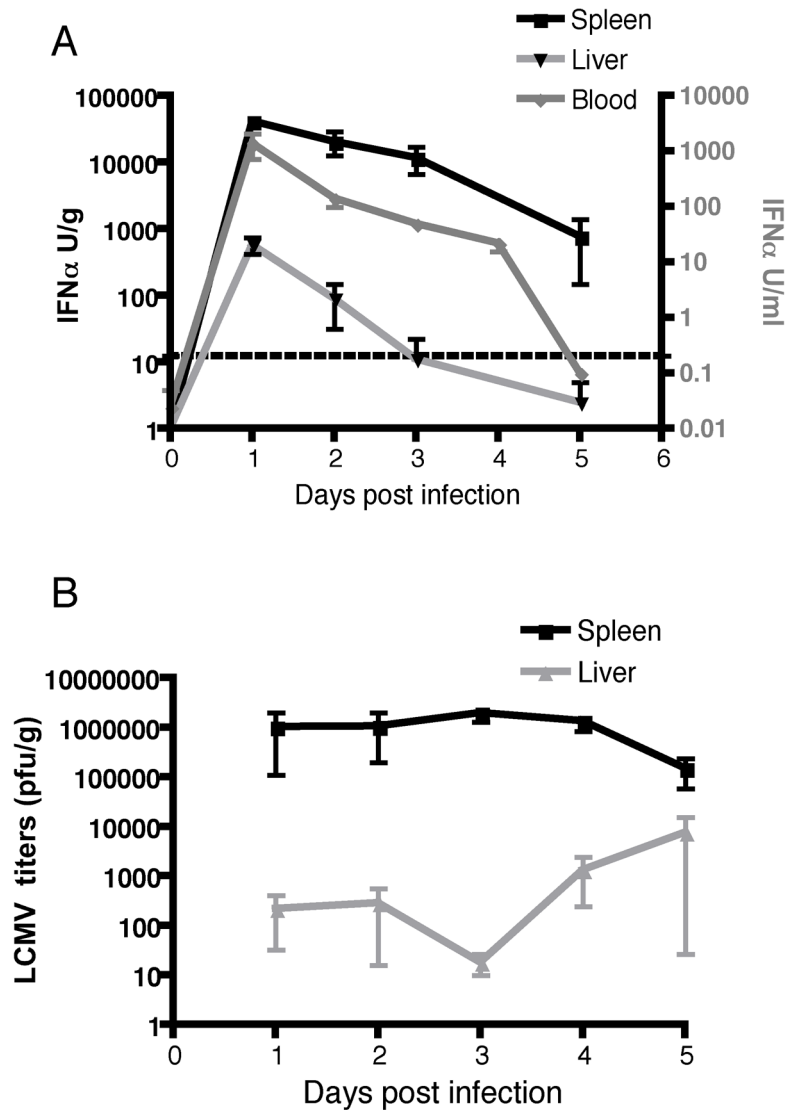 A
Spleen
Liver
Blood
100000
10000
1000
100
10
1
IFNα U/g
10000
1000
100
10
1
0.1
0.01
IFNα U/ml
0 1 2 3 4 5 6
Days post infection
B
Spleen
Liver
10000000
1000000
100000
10000
1000
100
10
1
LCMV titers (pfu/g)
0 1 2 3 4 5
Days post infection